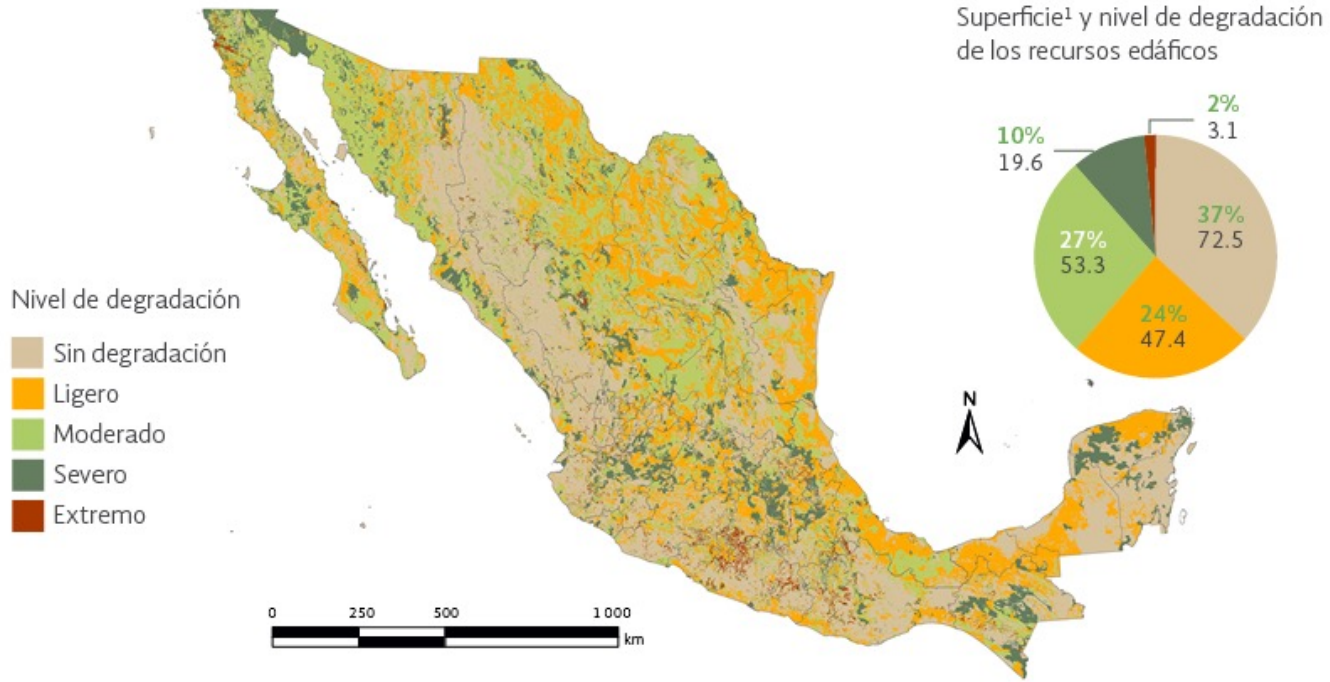 Superficie¹ y nivel de degradación
de los recursos edáficos
2%
3.1
10%
19.6
37%
72.5
27%
53.3
24%
47.4
Nivel de degradación
Sin degradación
Ligero
Moderado
Severo
Extremo
N
0 250 500 1 000
km